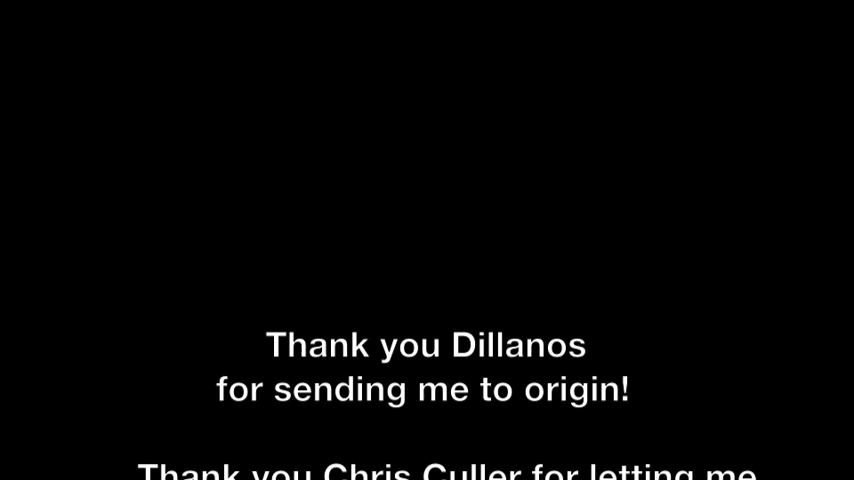 Thank you Dillanos
for sending me to origin!
Thank you Chris Culler for letting me